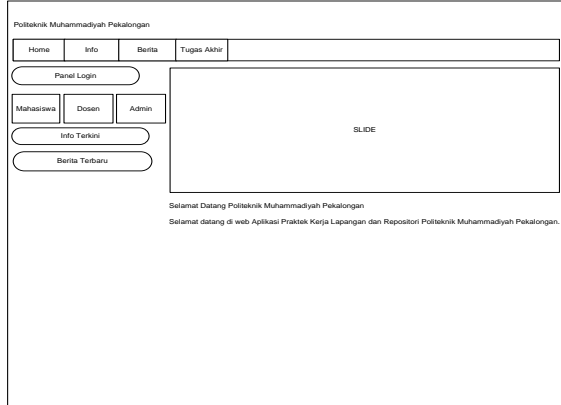 Politeknik Muhammadiyah Pekalongan
Home Info Berita Tugas Akhir
Panel Login
Mahasiswa Dosen Admin
Info Terkini
Berita Terbaru
SLIDE
Selamat Datang Politeknik Muhammadiyah Pekalongan
Selamat datang di web Aplikasi Praktek Kerja Lapangan dan Repositori Politeknik Muhammadiyah Pekalongan.